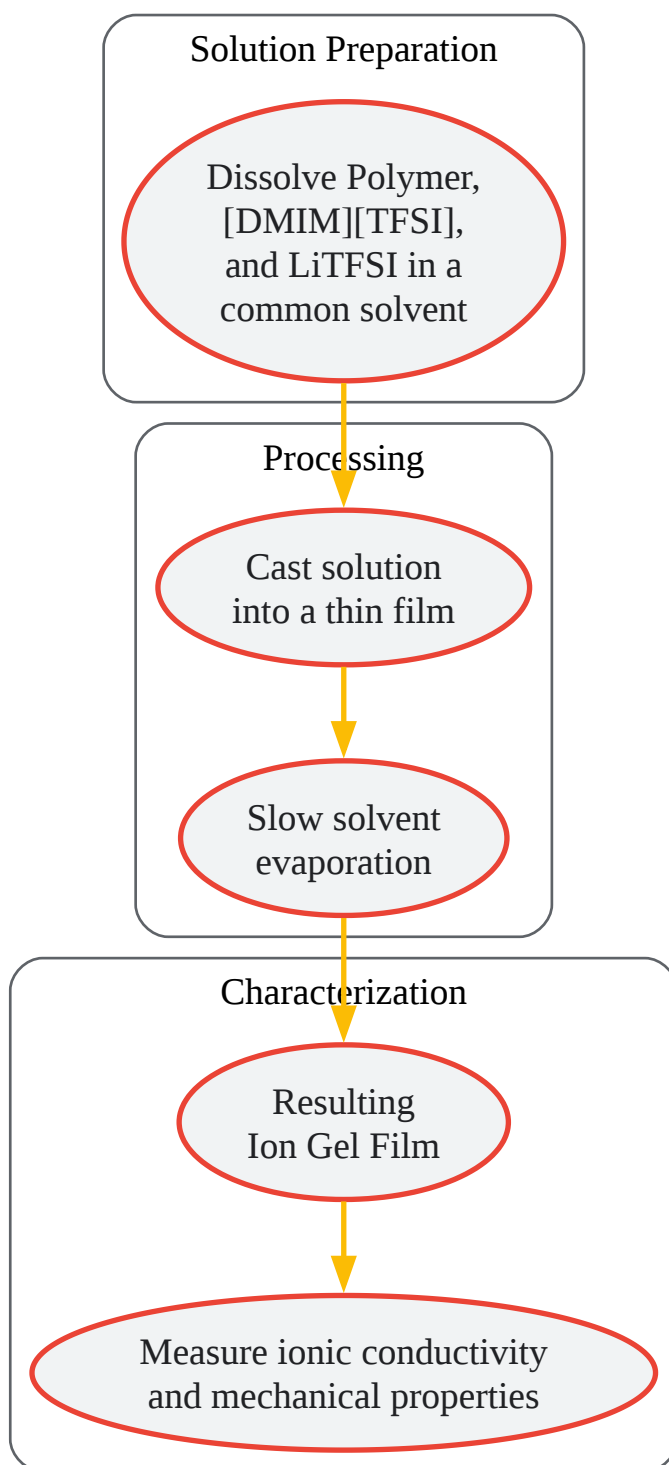 Solution Preparation
Dissolve Polymer,
[DMIM][TFSI],
and LiTFSI in a
common solvent
Processing
Cast solution
into a thin film
Slow solvent
evaporation
Characterization
Resulting
Ion Gel Film
Measure ionic conductivity
and mechanical properties